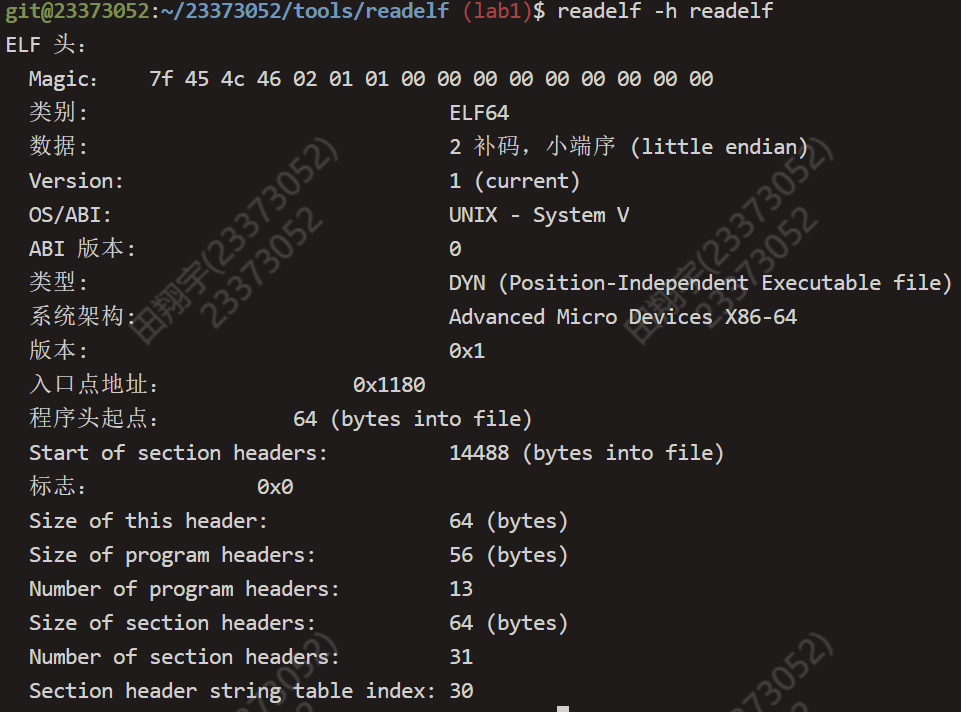 git@23373052:~/23373052/tools/readelf (lab1)$ readelf -h readelf
ELF 头:
Magic:   7f 45 4c 46 02 01 01 00 00 00 00 00 00 00 00 00
类别:                              ELF64
数据:                              2 补码，小端序 (little endian)
Version:                           1 (current)
OS/ABI:                            UNIX - System V
ABI 版本:                          0
类型:                              DYN (Position-Independent Executable file)
系统架构:                          Advanced Micro Devices X86-64
版本:                              0x1
入口点地址:               0x1180
程序头起点:          64 (bytes into file)
Start of section headers:          14488 (bytes into file)
标志:             0x0
Size of this header:               64 (bytes)
Size of program headers:           56 (bytes)
Number of program headers:         13
Size of section headers:           64 (bytes)
Number of section headers:         31
Section header string table index: 30
田翔宇(23373052)
23373052
田翔宇(23373052)
23373052